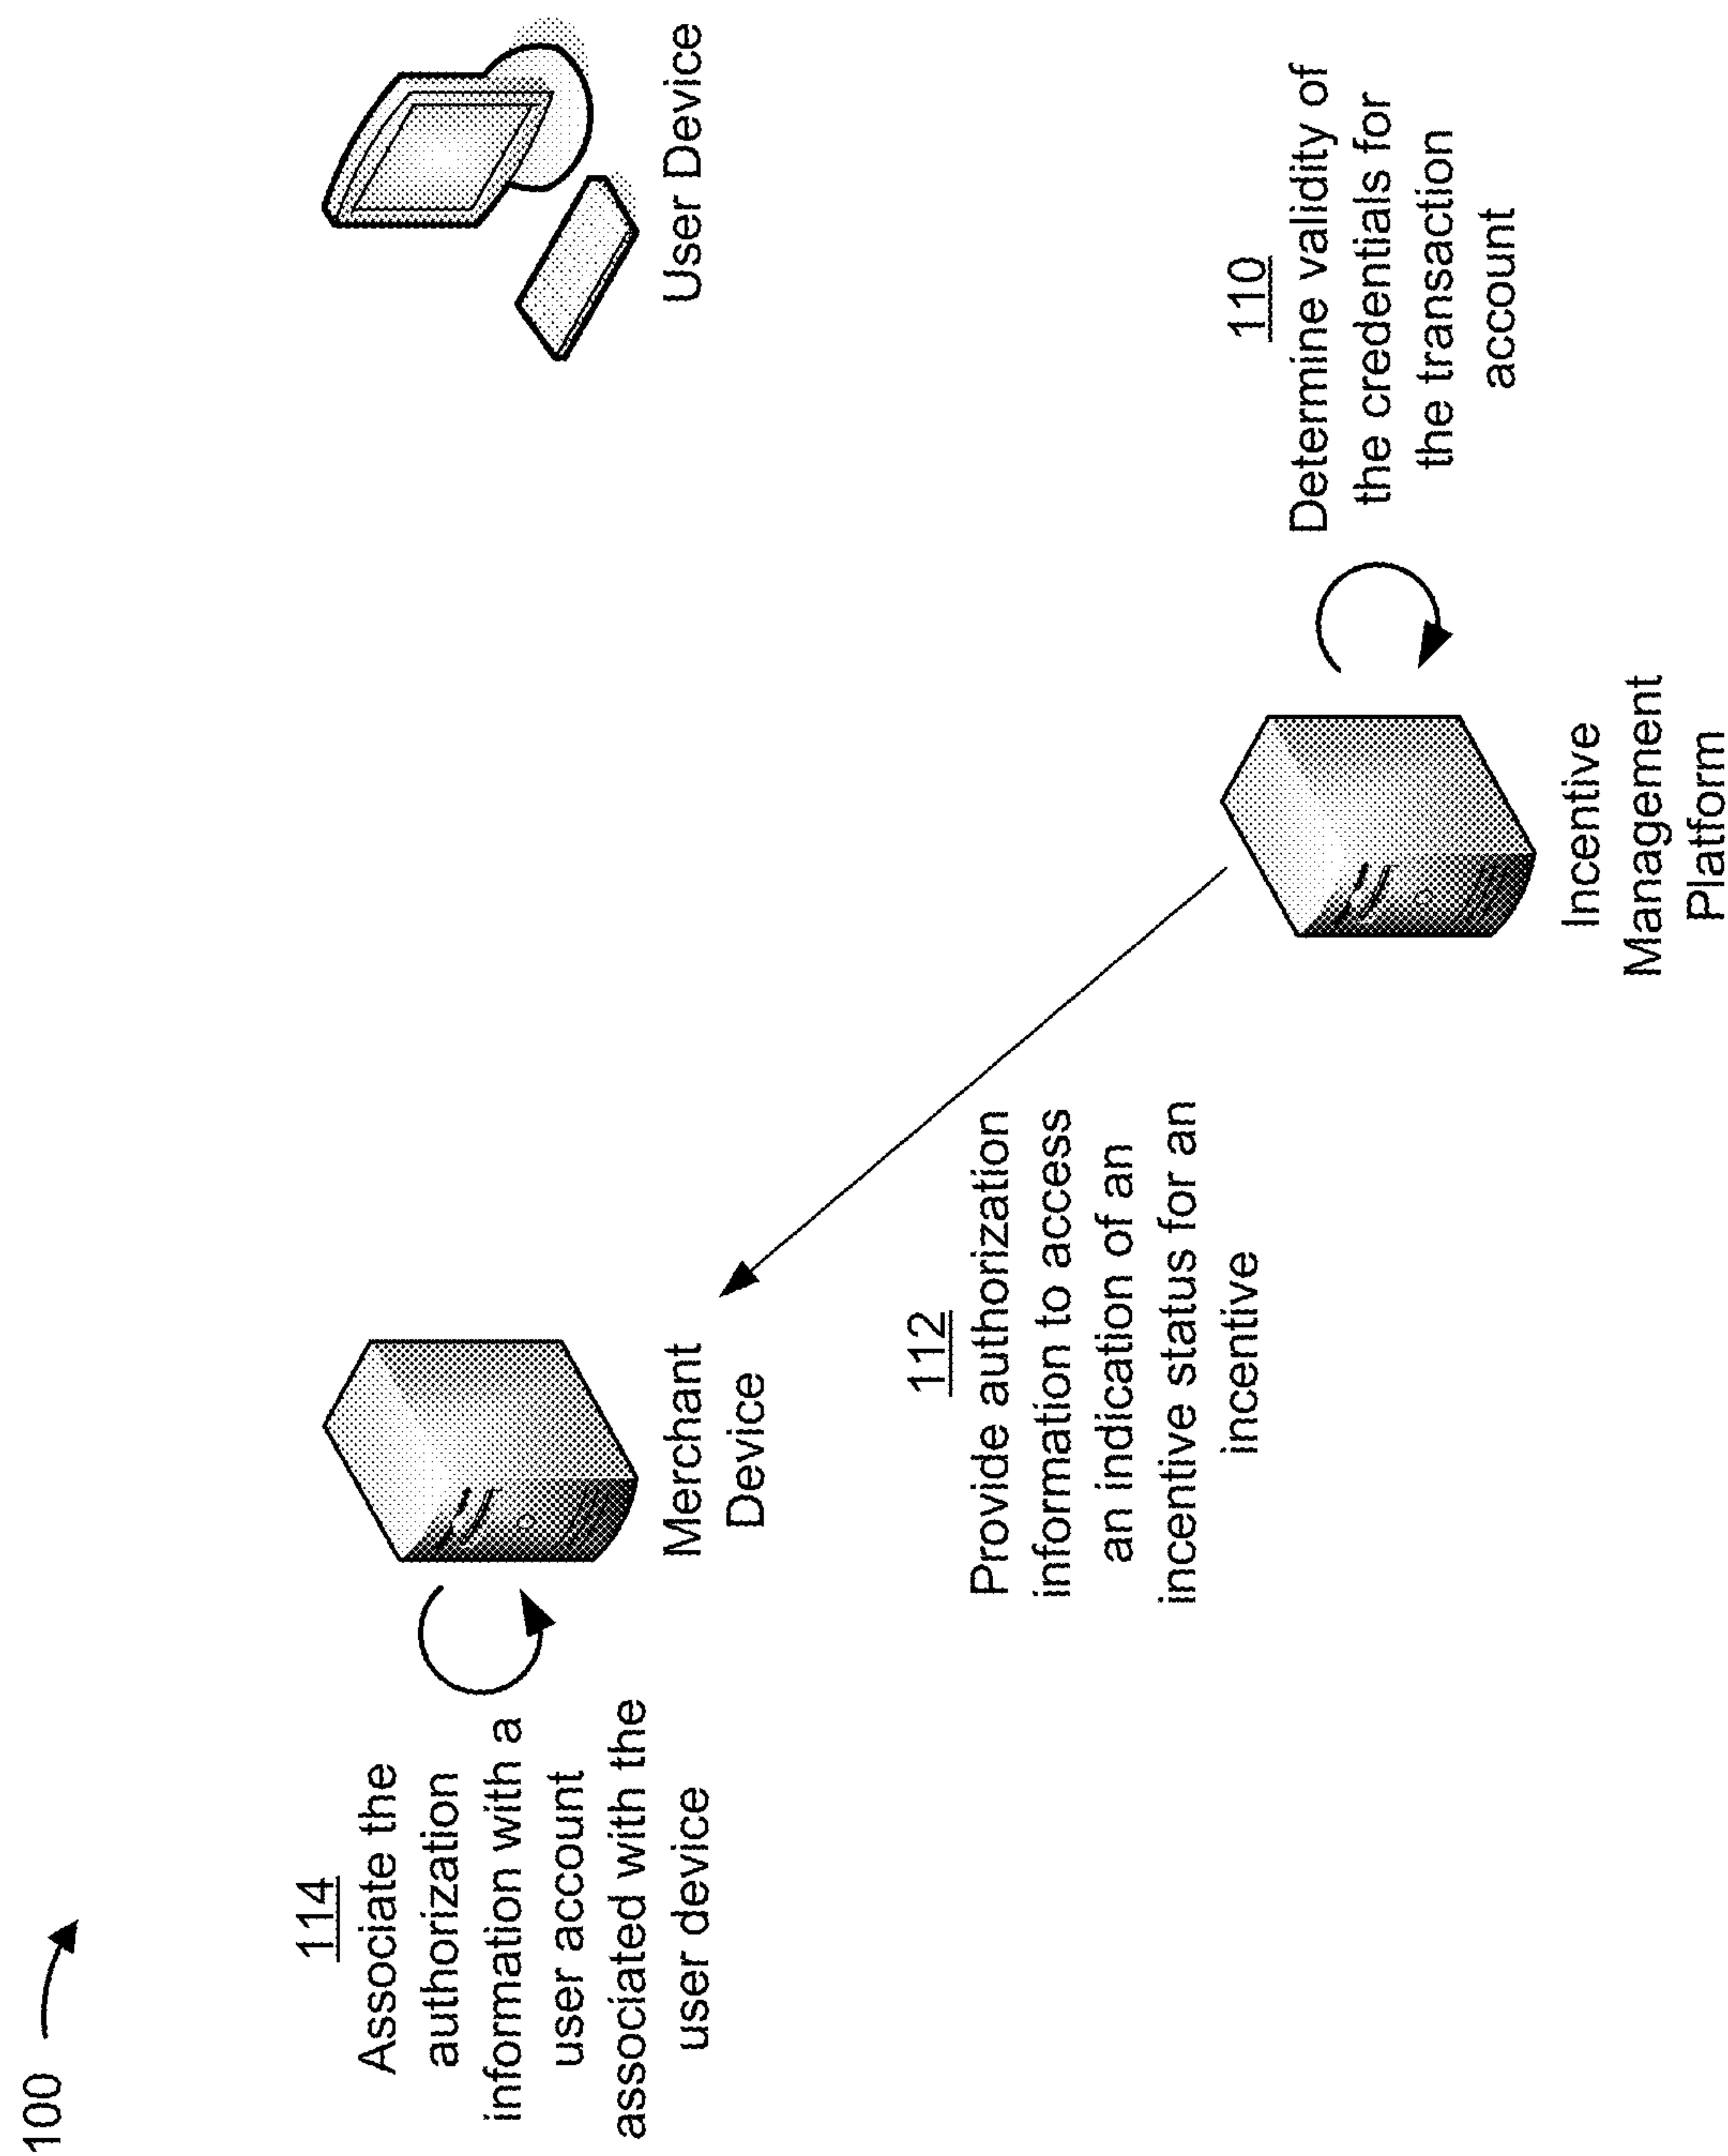 100
114
Associate the
authorization
information with a
user account
associated with the
user device
Merchant
Device
User Device
112
Provide authorization
information to access
an indication of an
incentive status for an
incentive
110
Determine validity of
the credentials for
the transaction
account
Incentive
Management
Platform